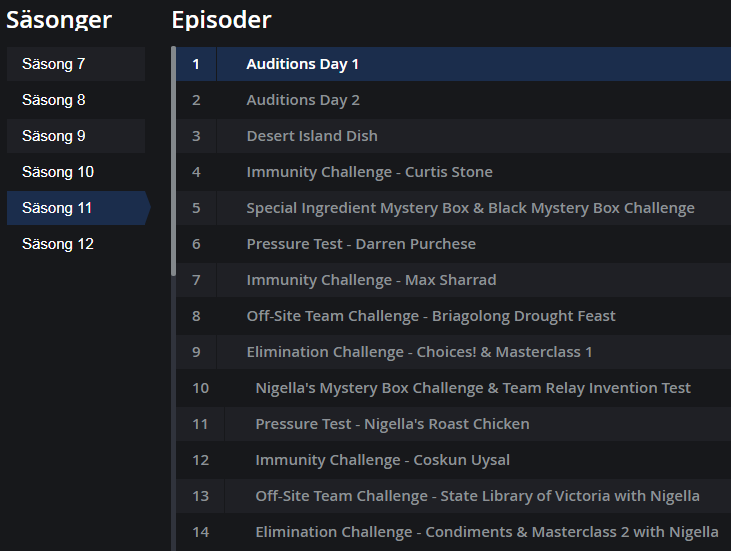 Säsonger
Säsong 7
Säsong 8
Säsong 9
Säsong 10
Säsong 11
Säsong 12
Episoder
1 Auditions Day 1
2 Auditions Day 2
3 Desert Island Dish
4 Immunity Challenge - Curtis Stone
5 Special Ingredient Mystery Box & Black Mystery Box Challenge
6 Pressure Test - Darren Purchese
7 Immunity Challenge - Max Sharrad
8 Off-Site Team Challenge - Briagolong Drought Feast
9 Elimination Challenge - Choices! & Masterclass 1
10 Nigella's Mystery Box Challenge & Team Relay Invention Test
11 Pressure Test - Nigella's Roast Chicken
12 Immunity Challenge - Coskun Uysal
13 Off-Site Team Challenge - State Library of Victoria with Nigella
14 Elimination Challenge - Condiments & Masterclass 2 with Nigella